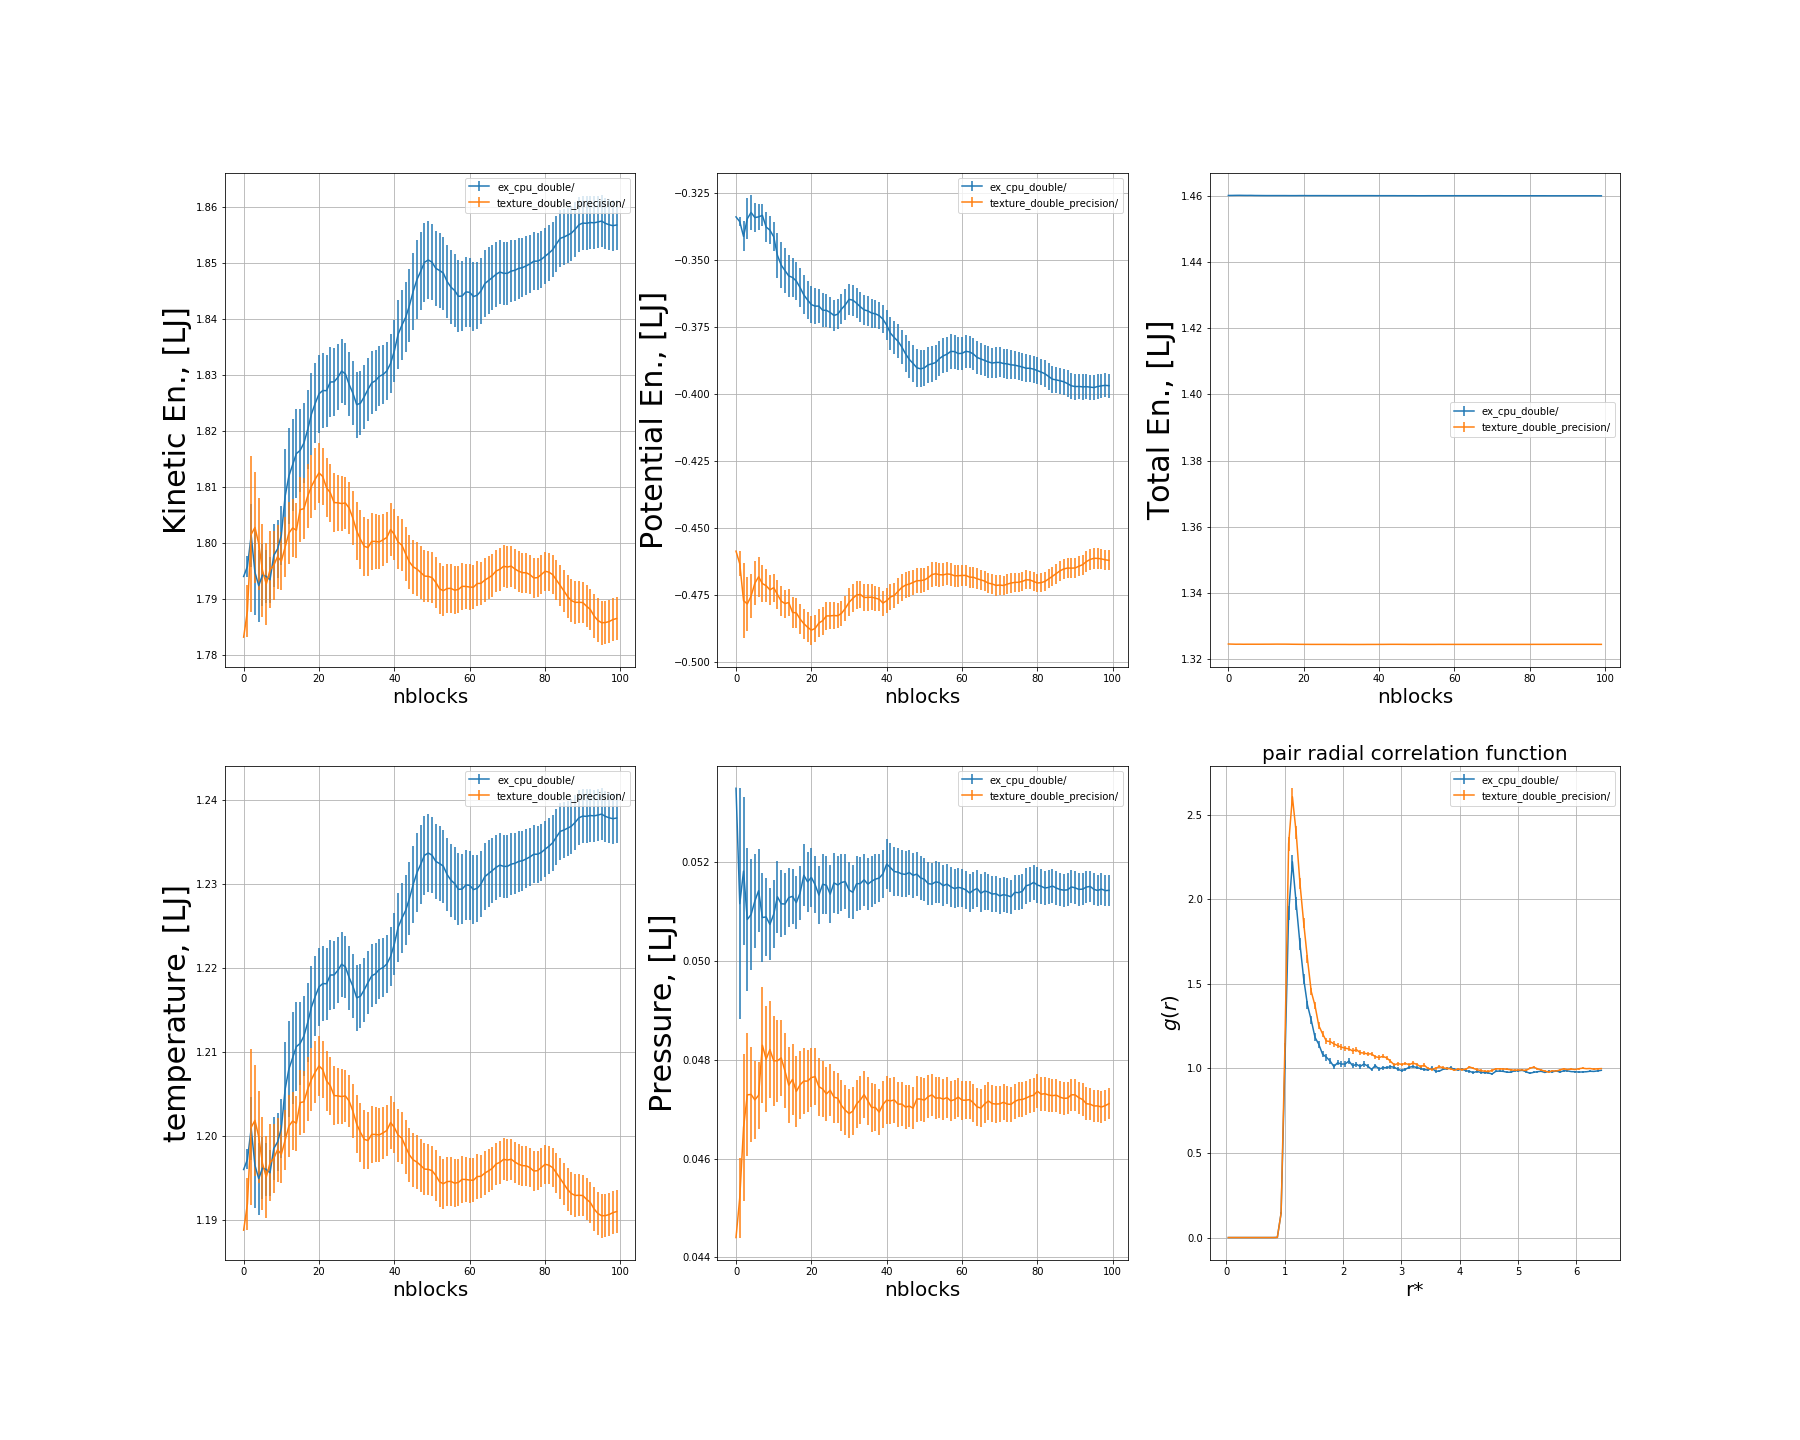 Kinetic En., [LJ]
1.86
1.85
1.84
1.83
1.82
1.81
1.80
1.79
1.78
ex_cpu_double/
texture_double_precision/
0 20 40 60 80 100
nblocks
Potential En., [LJ]
−0.325
−0.350
−0.375
−0.400
−0.425
−0.450
−0.475
−0.500
ex_cpu_double/
texture_double_precision/
0 20 40 60 80 100
nblocks
Total En., [LJ]
1.46
1.44
1.42
1.40
1.38
1.36
1.34
1.32
ex_cpu_double/
texture_double_precision/
0 20 40 60 80 100
nblocks
temperature, [LJ]
1.24
1.23
1.22
1.21
1.20
1.19
ex_cpu_double/
texture_double_precision/
0 20 40 60 80 100
nblocks
Pressure, [LJ]
0.052
0.050
0.048
0.046
0.044
ex_cpu_double/
texture_double_precision/
0 20 40 60 80 100
nblocks
pair radial correlation function
g(r)
2.5
2.0
1.5
1.0
0.5
0.0
ex_cpu_double/
texture_double_precision/
0 1 2 3 4 5 6
r*